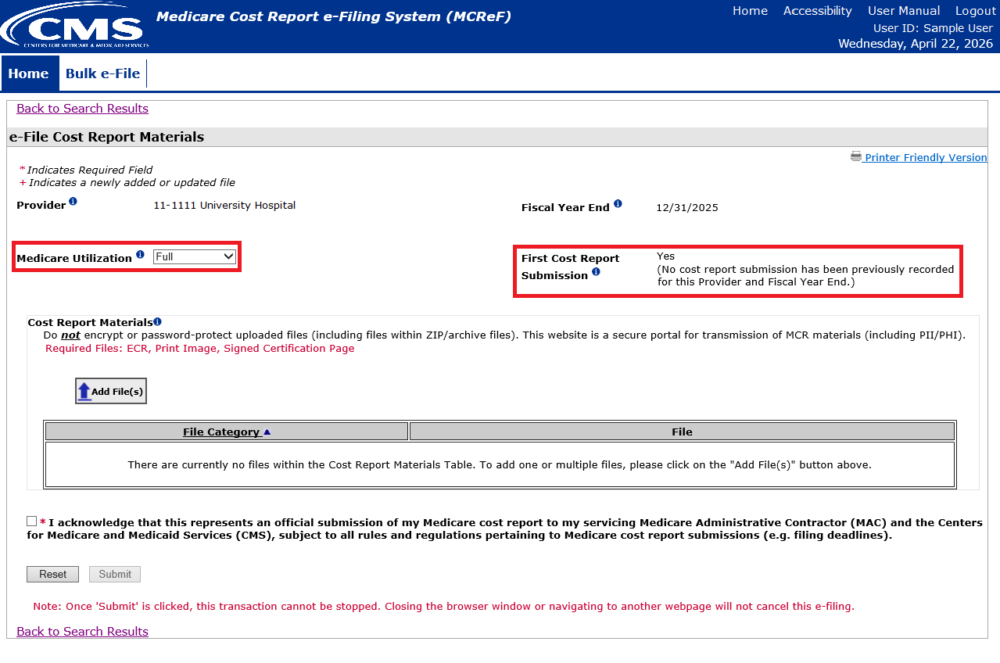 CMS
CENTERS FOR MEDICARE & MEDICAID SERVICES
Medicare Cost Report e-Filing System (MCReF)
Home Accessibility User Manual Logout
User ID: Sample User
Wednesday, April 22, 2026
Home Bulk e-File
Back to Search Results
e-File Cost Report Materials
Printer Friendly Version
* Indicates Required Field
+ Indicates a newly added or updated file
Provider 11-1111 University Hospital
Fiscal Year End 12/31/2025
Medicare Utilization Full
First Cost Report Submission
Yes
(No cost report submission has been previously recorded
for this Provider and Fiscal Year End.)
Cost Report Materials
Do not encrypt or password-protect uploaded files (including files within ZIP/archive files). This website is a secure portal for transmission of MCR materials (including PII/PHI).
Required Files: ECR, Print Image, Signed Certification Page
Add File(s)
File Category File
There are currently no files within the Cost Report Materials Table. To add one or multiple files, please click on the "Add File(s)" button above.
* I acknowledge that this represents an official submission of my Medicare cost report to my servicing Medicare Administrative Contractor (MAC) and the Centers
for Medicare and Medicaid Services (CMS), subject to all rules and regulations pertaining to Medicare cost report submissions (e.g. filing deadlines).
Reset Submit
Note: Once 'Submit' is clicked, this transaction cannot be stopped. Closing the browser window or navigating to another webpage will not cancel this e-filing.
Back to Search Results